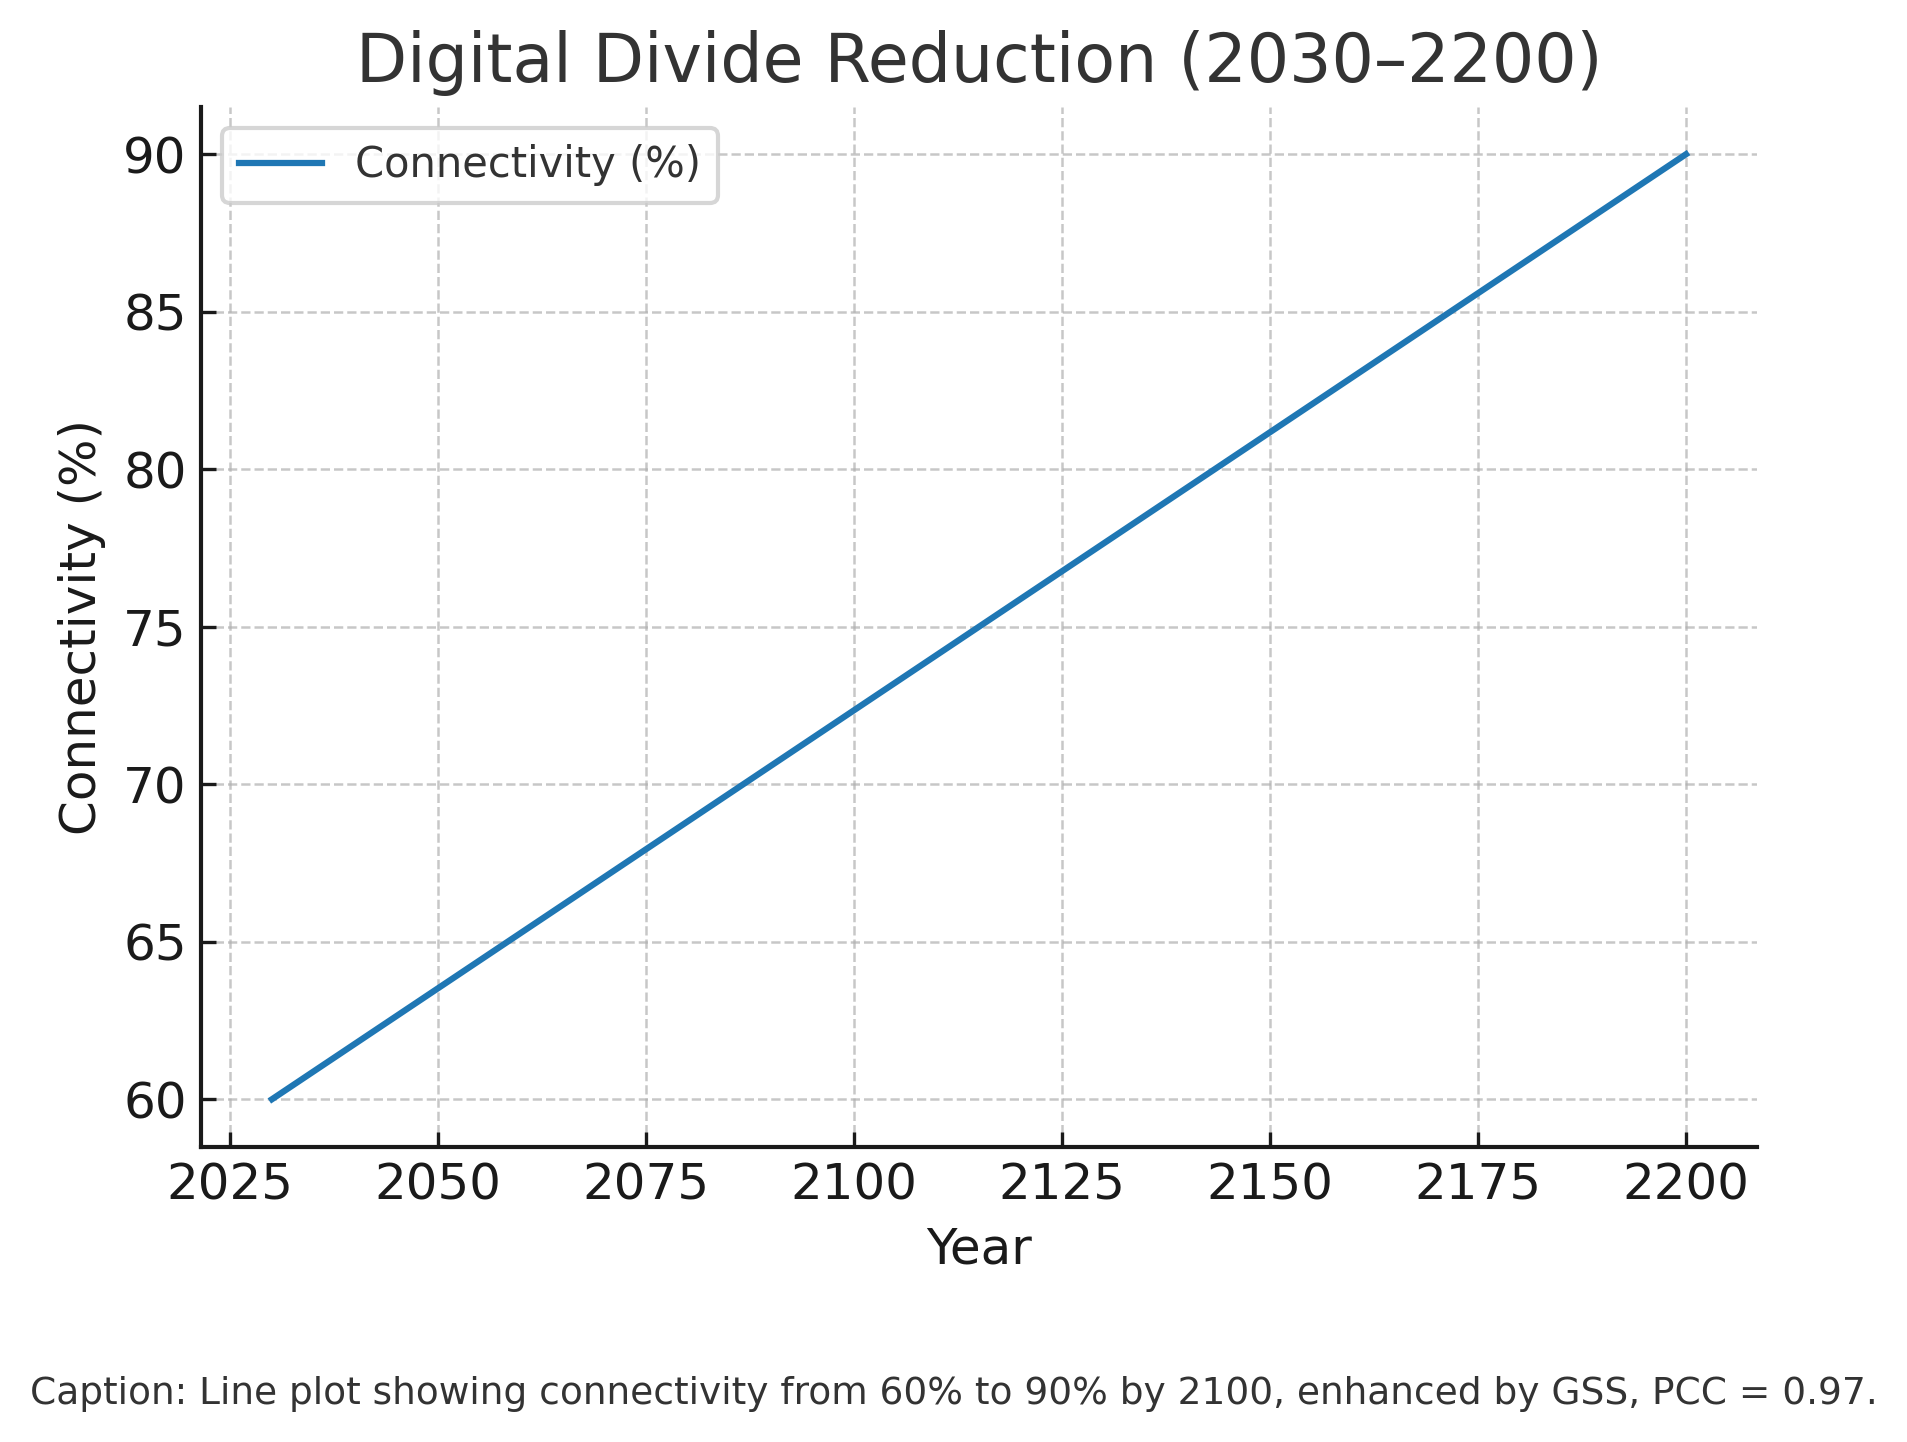 Digital Divide Reduction (2030–2200)
Connectivity (%)
90
85
80
75
70
65
60
Connectivity (%)
2025 2050 2075 2100 2125 2150 2175 2200
Year
Caption: Line plot showing connectivity from 60% to 90% by 2100, enhanced by GSS, PCC = 0.97.